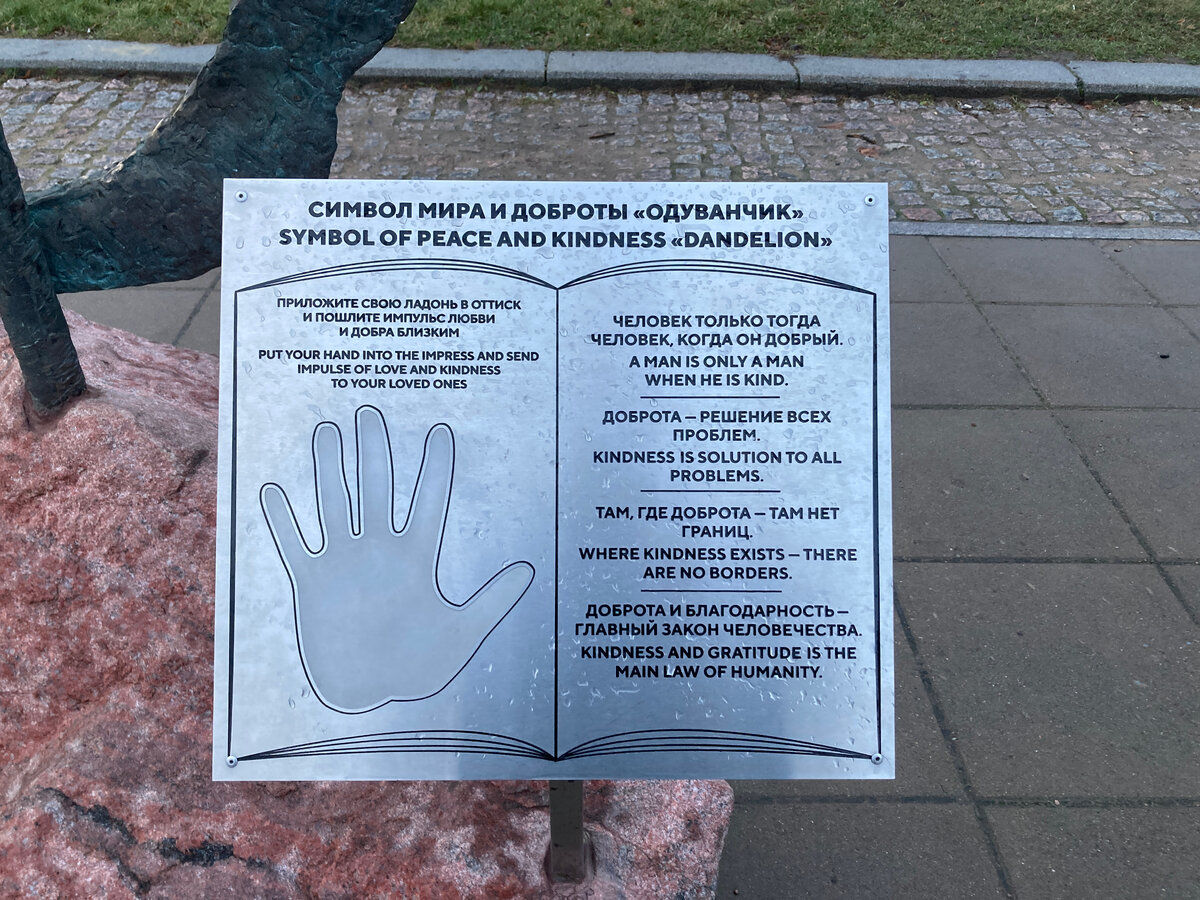 СИМВОЛ МИРА И ДОБРОТЫ «ОДУВАНЧИК»
SYMBOL OF PEACE AND KINDNESS «DANDELION»
ПРИЛОЖИТЕ СВОЮ ЛАДОНЬ В ОТТИСК
И ПОШЛИТЕ ИМПУЛЬС ЛЮБВИ
И ДОБРА БЛИЗКИМ
PUT YOUR HAND INTO THE IMPRESS AND SEND
IMPULSE OF LOVE AND KINDNESS
TO YOUR LOVED ONES
ЧЕЛОВЕК ТОЛЬКО ТОГДА
ЧЕЛОВЕК, КОГДА ОН ДОБРЫЙ.
A MAN IS ONLY A MAN
WHEN HE IS KIND.
ДОБРОТА — РЕШЕНИЕ ВСЕХ
ПРОБЛЕМ.
KINDNESS IS SOLUTION TO ALL
PROBLEMS.
ТАМ, ГДЕ ДОБРОТА — ТАМ НЕТ
ГРАНИЦ.
WHERE KINDNESS EXISTS — THERE
ARE NO BORDERS.
ДОБРОТА И БЛАГОДАРНОСТЬ —
ГЛАВНЫЙ ЗАКОН ЧЕЛОВЕЧЕСТВА.
KINDNESS AND GRATITUDE IS THE
MAIN LAW OF HUMANITY.